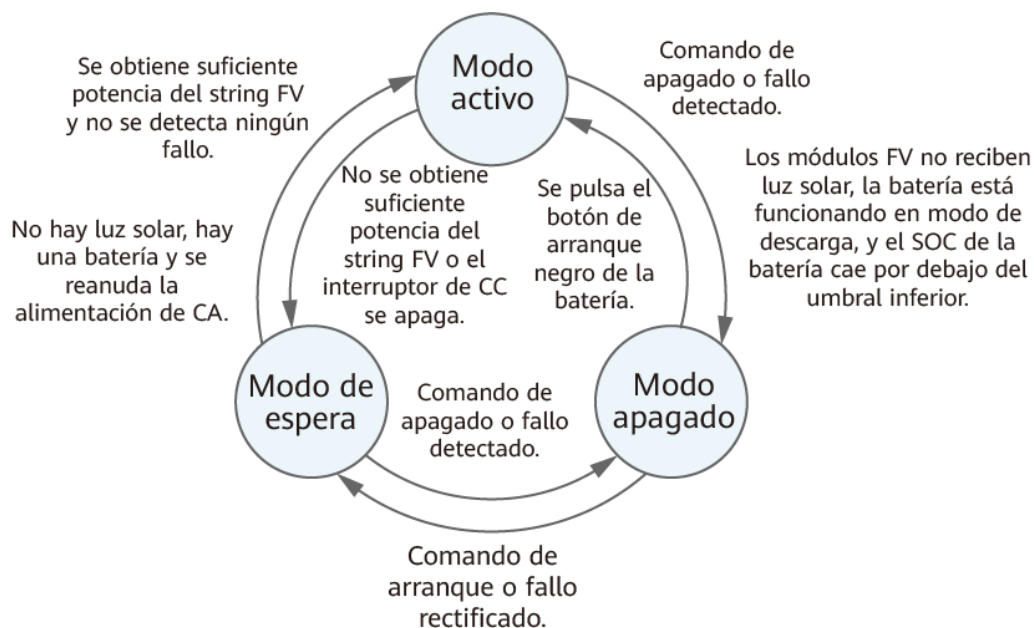 Modo
activo
Se obtiene suficiente
potencia del string FV
y no se detecta ningún
fallo.
Comando de
apagado o fallo
detectado.
No hay luz solar, hay
una batería y se
reanuda la
alimentación de CA.
No se obtiene
suficiente
potencia del
string FV o el
interruptor de CC
se apaga.
Se pulsa el
botón de
arranque
negro de la
batería.
Los módulos FV no reciben
luz solar, la batería está
funcionando en modo de
descarga, y el SOC de la
batería cae por debajo del
umbral inferior.
Modo de
espera
Comando de
apagado o fallo
detectado.
Modo
apagado
Comando de
arranque o fallo
rectificado.